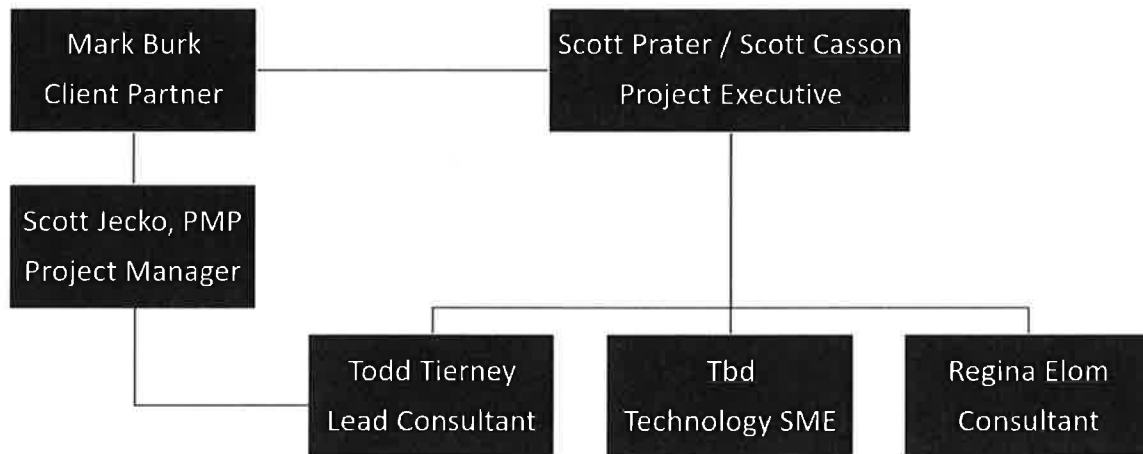 Mark Burk
Client Partner
Scott Prater / Scott Casson
Project Executive
Scott Jecko, PMP
Project Manager
Todd Tierney
Lead Consultant
Tbd
Technology SME
Regina Elom
Consultant